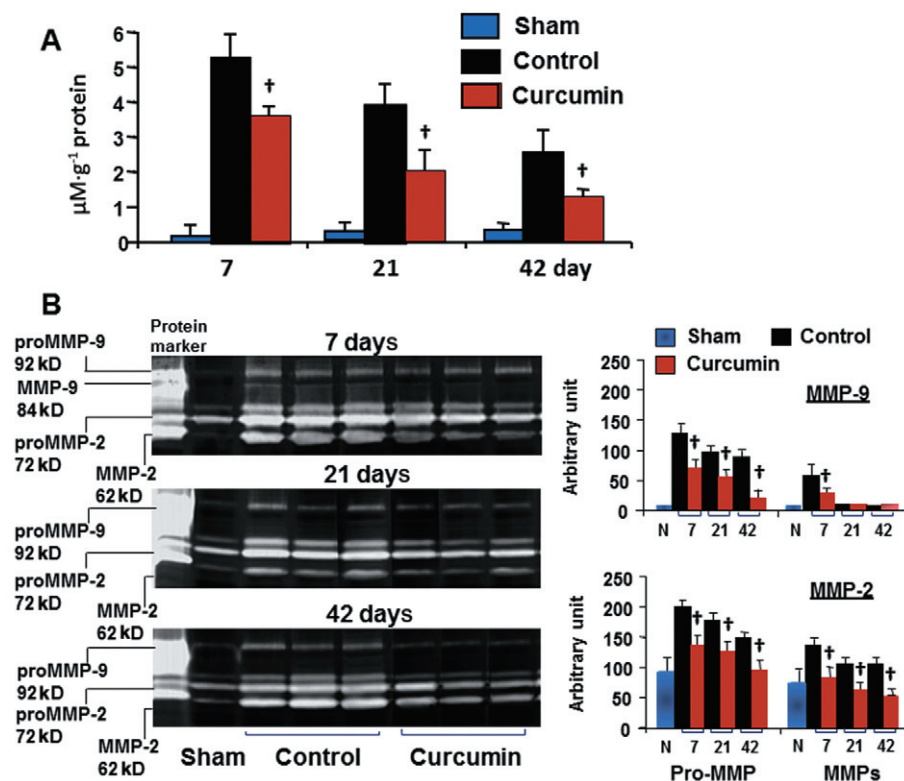 A
Sham
Control
Curcumin
†
†
†
µM·g⁻¹ protein
6
5
4
3
2
1
0
7 21 42 day
B
Protein
marker
7 days
proMMP-9
92 kD
MMP-9
84 kD
proMMP-2
72 kD
MMP-2
62 kD
21 days
proMMP-9
92 kD
proMMP-2
72 kD
MMP-2
62 kD
42 days
proMMP-9
92 kD
proMMP-2
72 kD
MMP-2
62 kD
Sham Control Curcumin
Sham Control
Curcumin
MMP-9
Arbitrary unit
250
200
150
100
50
0
† † † †
N 7 21 42 N 7 21 42
MMP-2
Arbitrary unit
250
200
150
100
50
0
† † † † † †
N 7 21 42 N 7 21 42
Pro-MMP MMPs